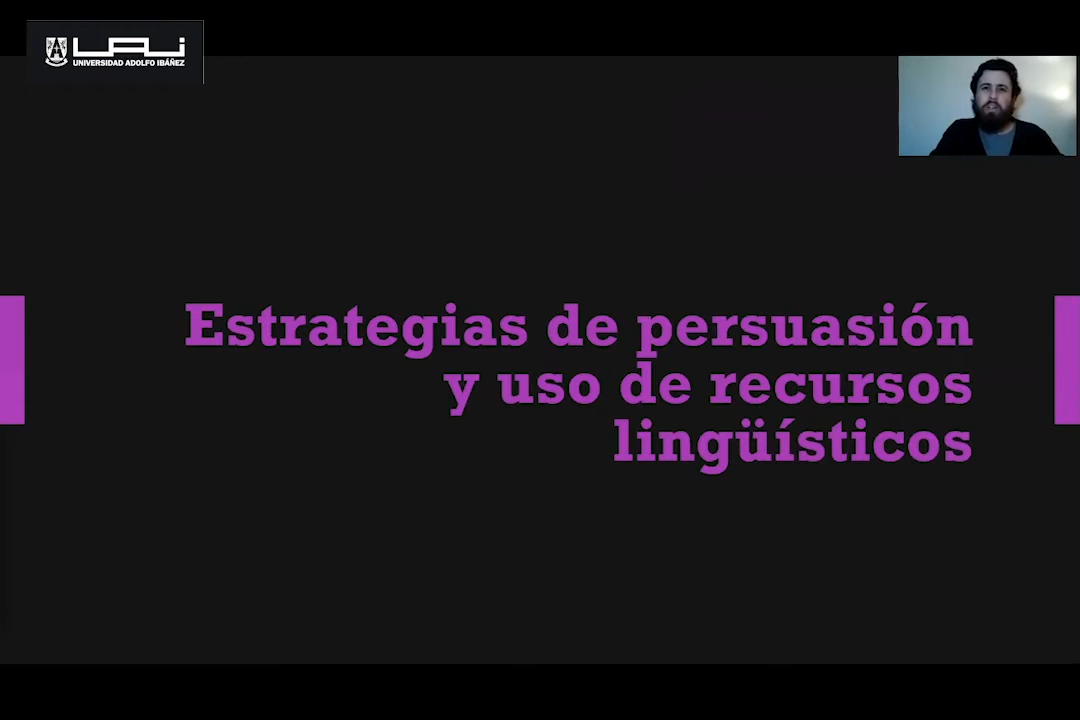 UAI
UNIVERSIDAD ADOLFO IBÁÑEZ
Estrategias de persuasión
y uso de recursos
lingüísticos